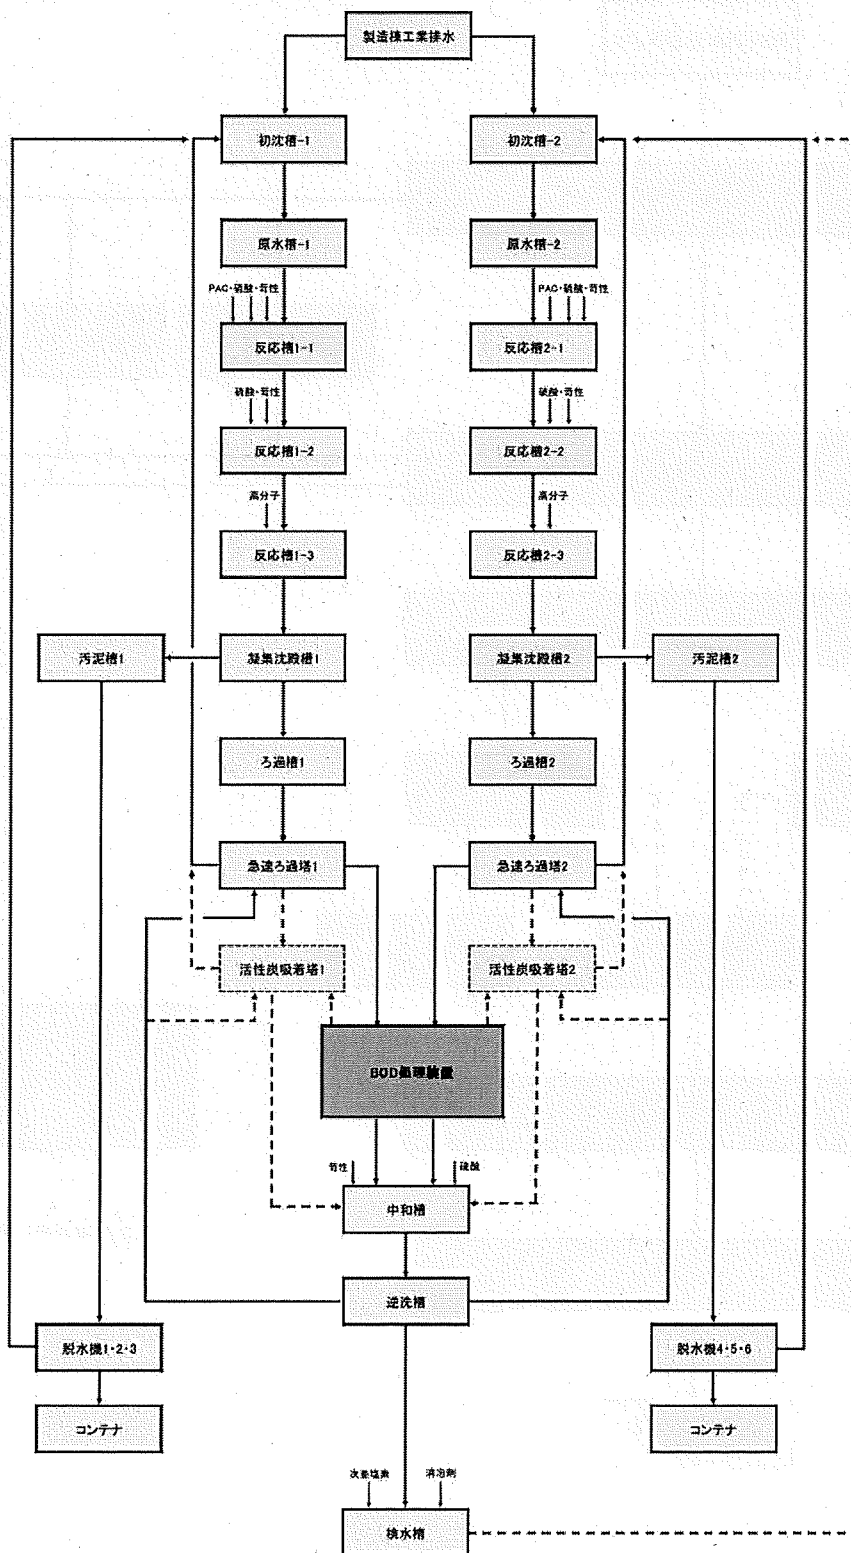 製造棟工業排水
初沈槽-1
初沈槽-2
原水槽-1
原水槽-2
PAC・硫酸・苛性
PAC・硫酸・苛性
反応槽1-1
反応槽2-1
硫酸・苛性
硫酸・苛性
反応槽1-2
反応槽2-2
高分子
高分子
反応槽1-3
反応槽2-3
汚泥槽1
凝集沈殿槽1
凝集沈殿槽2
汚泥槽2
ろ過槽1
ろ過槽2
急速ろ過塔1
急速ろ過塔2
活性炭吸着塔1
活性炭吸着塔2
BOD処理装置
苛性
硫酸
中和槽
逆洗槽
脱水機1・2・3
脱水機4・5・6
コンテナ
コンテナ
次亜塩素
消泡剤
検水槽